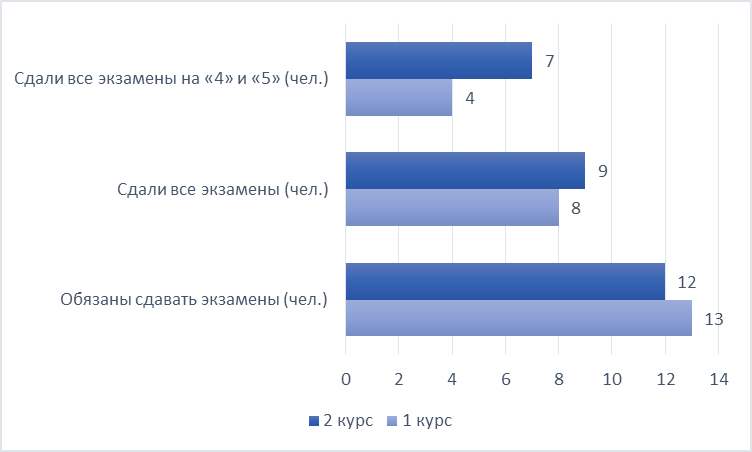 Сдали все экзамены на «4» и «5» (чел.)
7
4
Сдали все экзамены (чел.)
9
8
Обязаны сдавать экзамены (чел.)
12
13
0 2 4 6 8 10 12 14
2 курс 1 курс